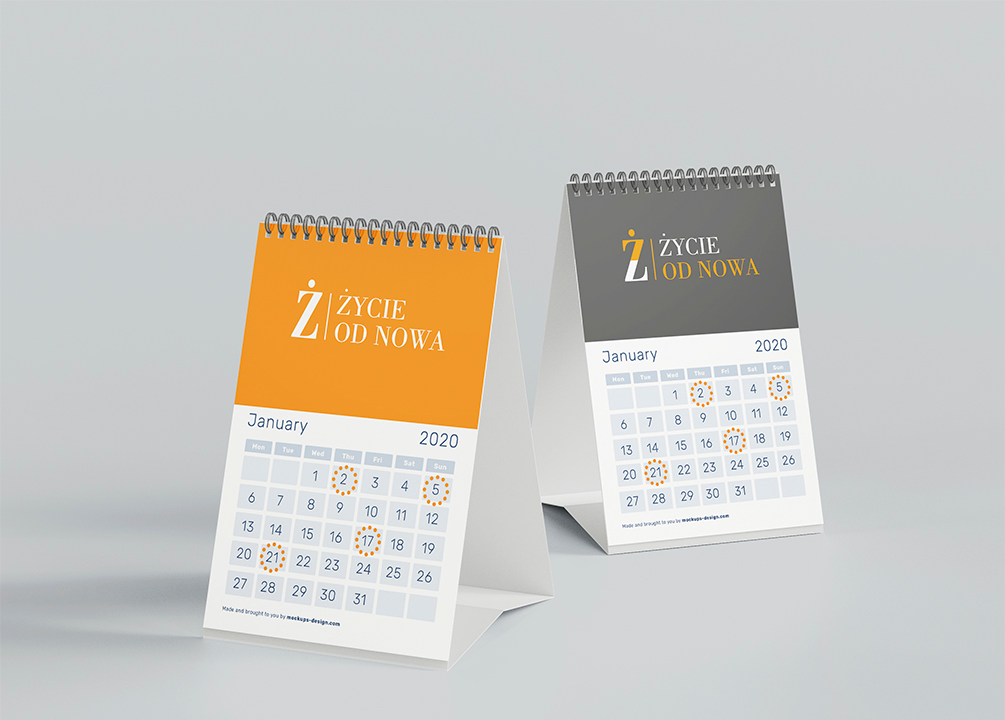 Ż ŻYCIE
OD NOWA
January 2020
Mon Tue Wed Thu Fri Sat Sun
1 2 3 4 5
6 7 8 9 10 11 12
13 14 15 16 17 18 19
20 21 22 23 24 25 26
27 28 29 30 31
Made and brought to you by mockups-design.com
Ż ŻYCIE
OD NOWA
January 2020
Mon Tue Wed Thu Fri Sat Sun
1 2 3 4 5
6 7 8 9 10 11 12
13 14 15 16 17 18 19
20 21 22 23 24 25 26
27 28 29 30 31
Made and brought to you by mockups-design.com